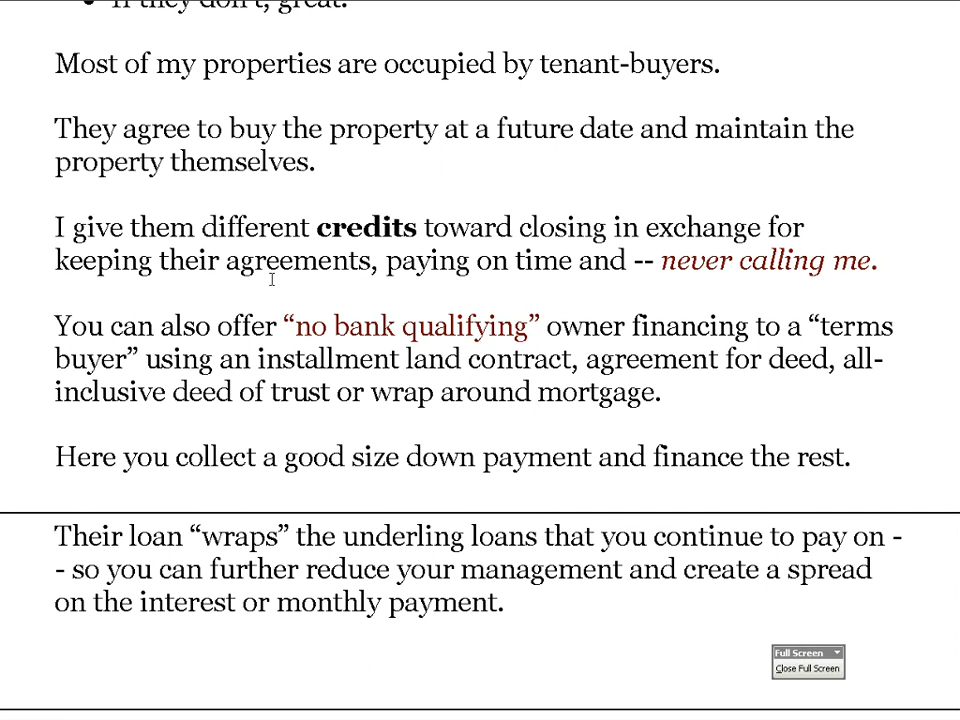 • If they don't, great.
Most of my properties are occupied by tenant-buyers.
They agree to buy the property at a future date and maintain the
property themselves.
I give them different credits toward closing in exchange for
keeping their agreements, paying on time and -- never calling me.
You can also offer “no bank qualifying” owner financing to a “terms
buyer” using an installment land contract, agreement for deed, all-
inclusive deed of trust or wrap around mortgage.
Here you collect a good size down payment and finance the rest.
Their loan “wraps” the underling loans that you continue to pay on -
- so you can further reduce your management and create a spread
on the interest or monthly payment.
Full Screen
Close Full Screen